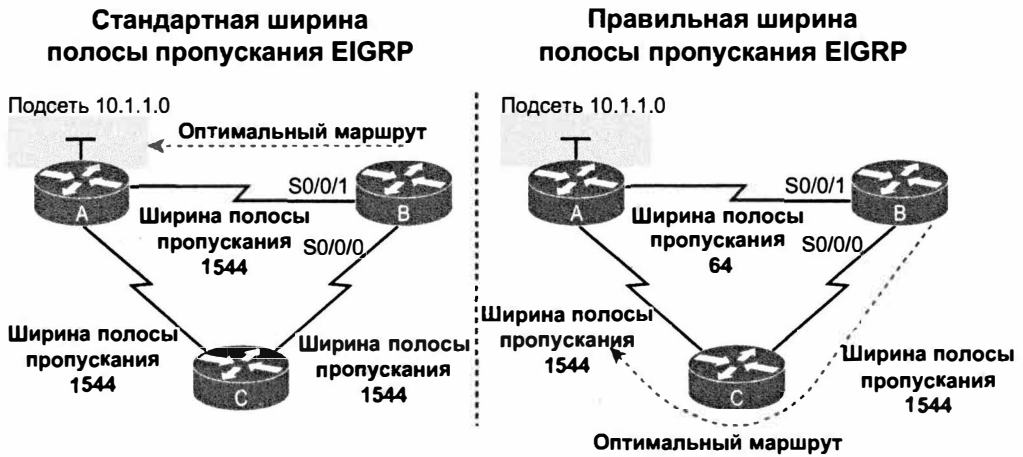 Стандартная ширина
полосы пропускания EIGRP
Подсеть 10.1.1.0
Оптимальный маршрут
S0/0/1
A
B
Ширина полосы
пропускания
1544
S0/0/0
Ширина полосы
пропускания
1544
Ширина полосы
пропускания
1544
C
Правильная ширина
полосы пропускания EIGRP
Подсеть 10.1.1.0
S0/0/1
A
B
Ширина полосы
пропускания
64
S0/0/0
Ширина полосы
пропускания
1544
Ширина полосы
пропускания
1544
C
Оптимальный маршрут